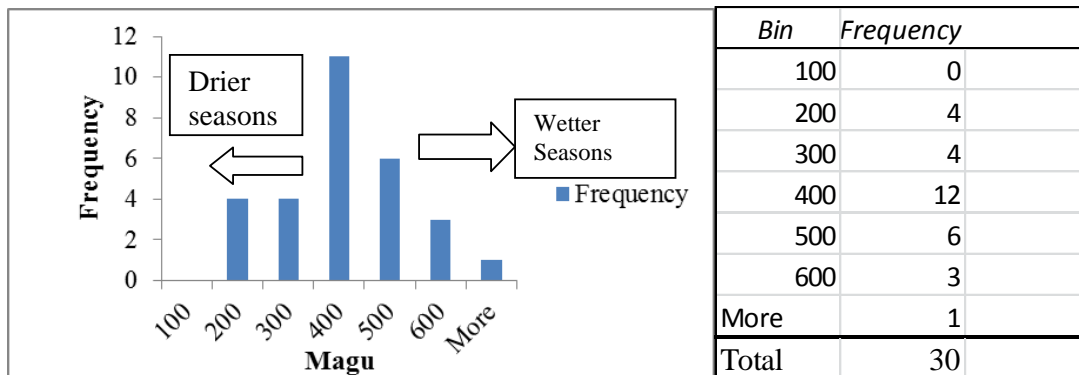 12
10
8
6
4
2
0
Frequency
Drier
seasons
Wetter
Seasons
Frequency
100 200 300 400 500 600 More
Magu
Bin Frequency
100 0
200 4
300 4
400 12
500 6
600 3
More 1
Total 30